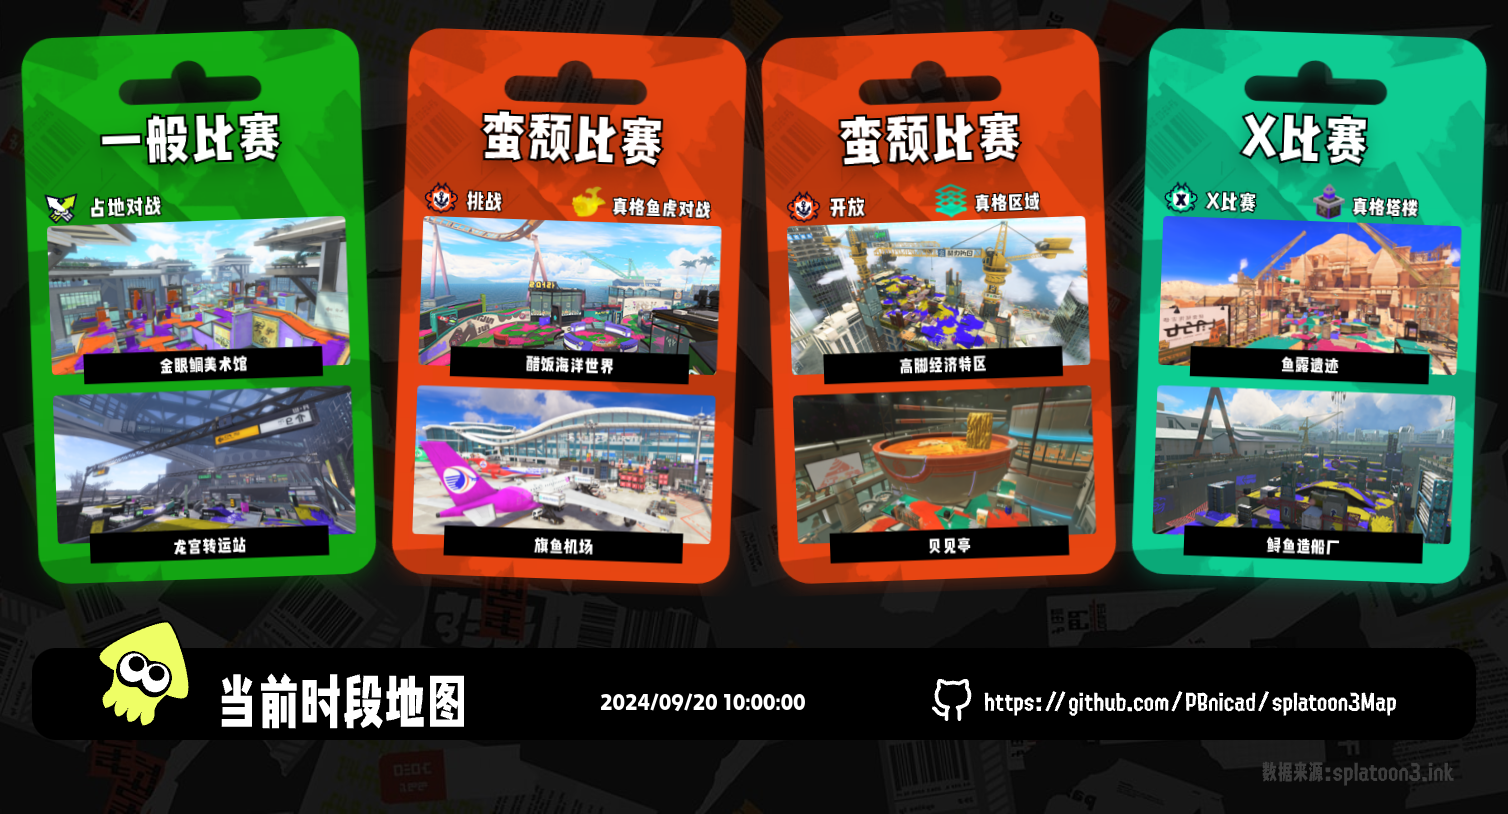 一般比赛
占地对战
金眼鲷美术馆
龙宫转运站
蛮颓比赛
挑战
真格鱼虎对战
醋饭海洋世界
旗鱼机场
蛮颓比赛
开放
真格区域
高脚经济特区
贝见亭
X比赛
X比赛
真格塔楼
鱼露遗迹
鲟鱼造船厂
当前时段地图
2024/09/20 10:00:00
https://github.com/PBnicad/splatoon3Map
数据来源:splatoon3.ink